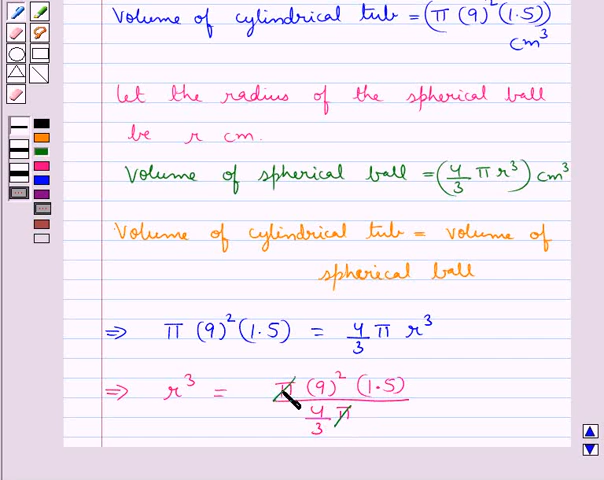 Volume of cylindrical tub = (π (9)² (1.5)) cm³
Let the radius of the spherical ball
be r cm.
Volume of spherical ball = (4/3 π r³) cm³
Volume of cylindrical tub = volume of
spherical ball
⇒ π (9)² (1.5) = 4/3 π r³
⇒ r³ = π (9)² (1.5) / 4/3 π